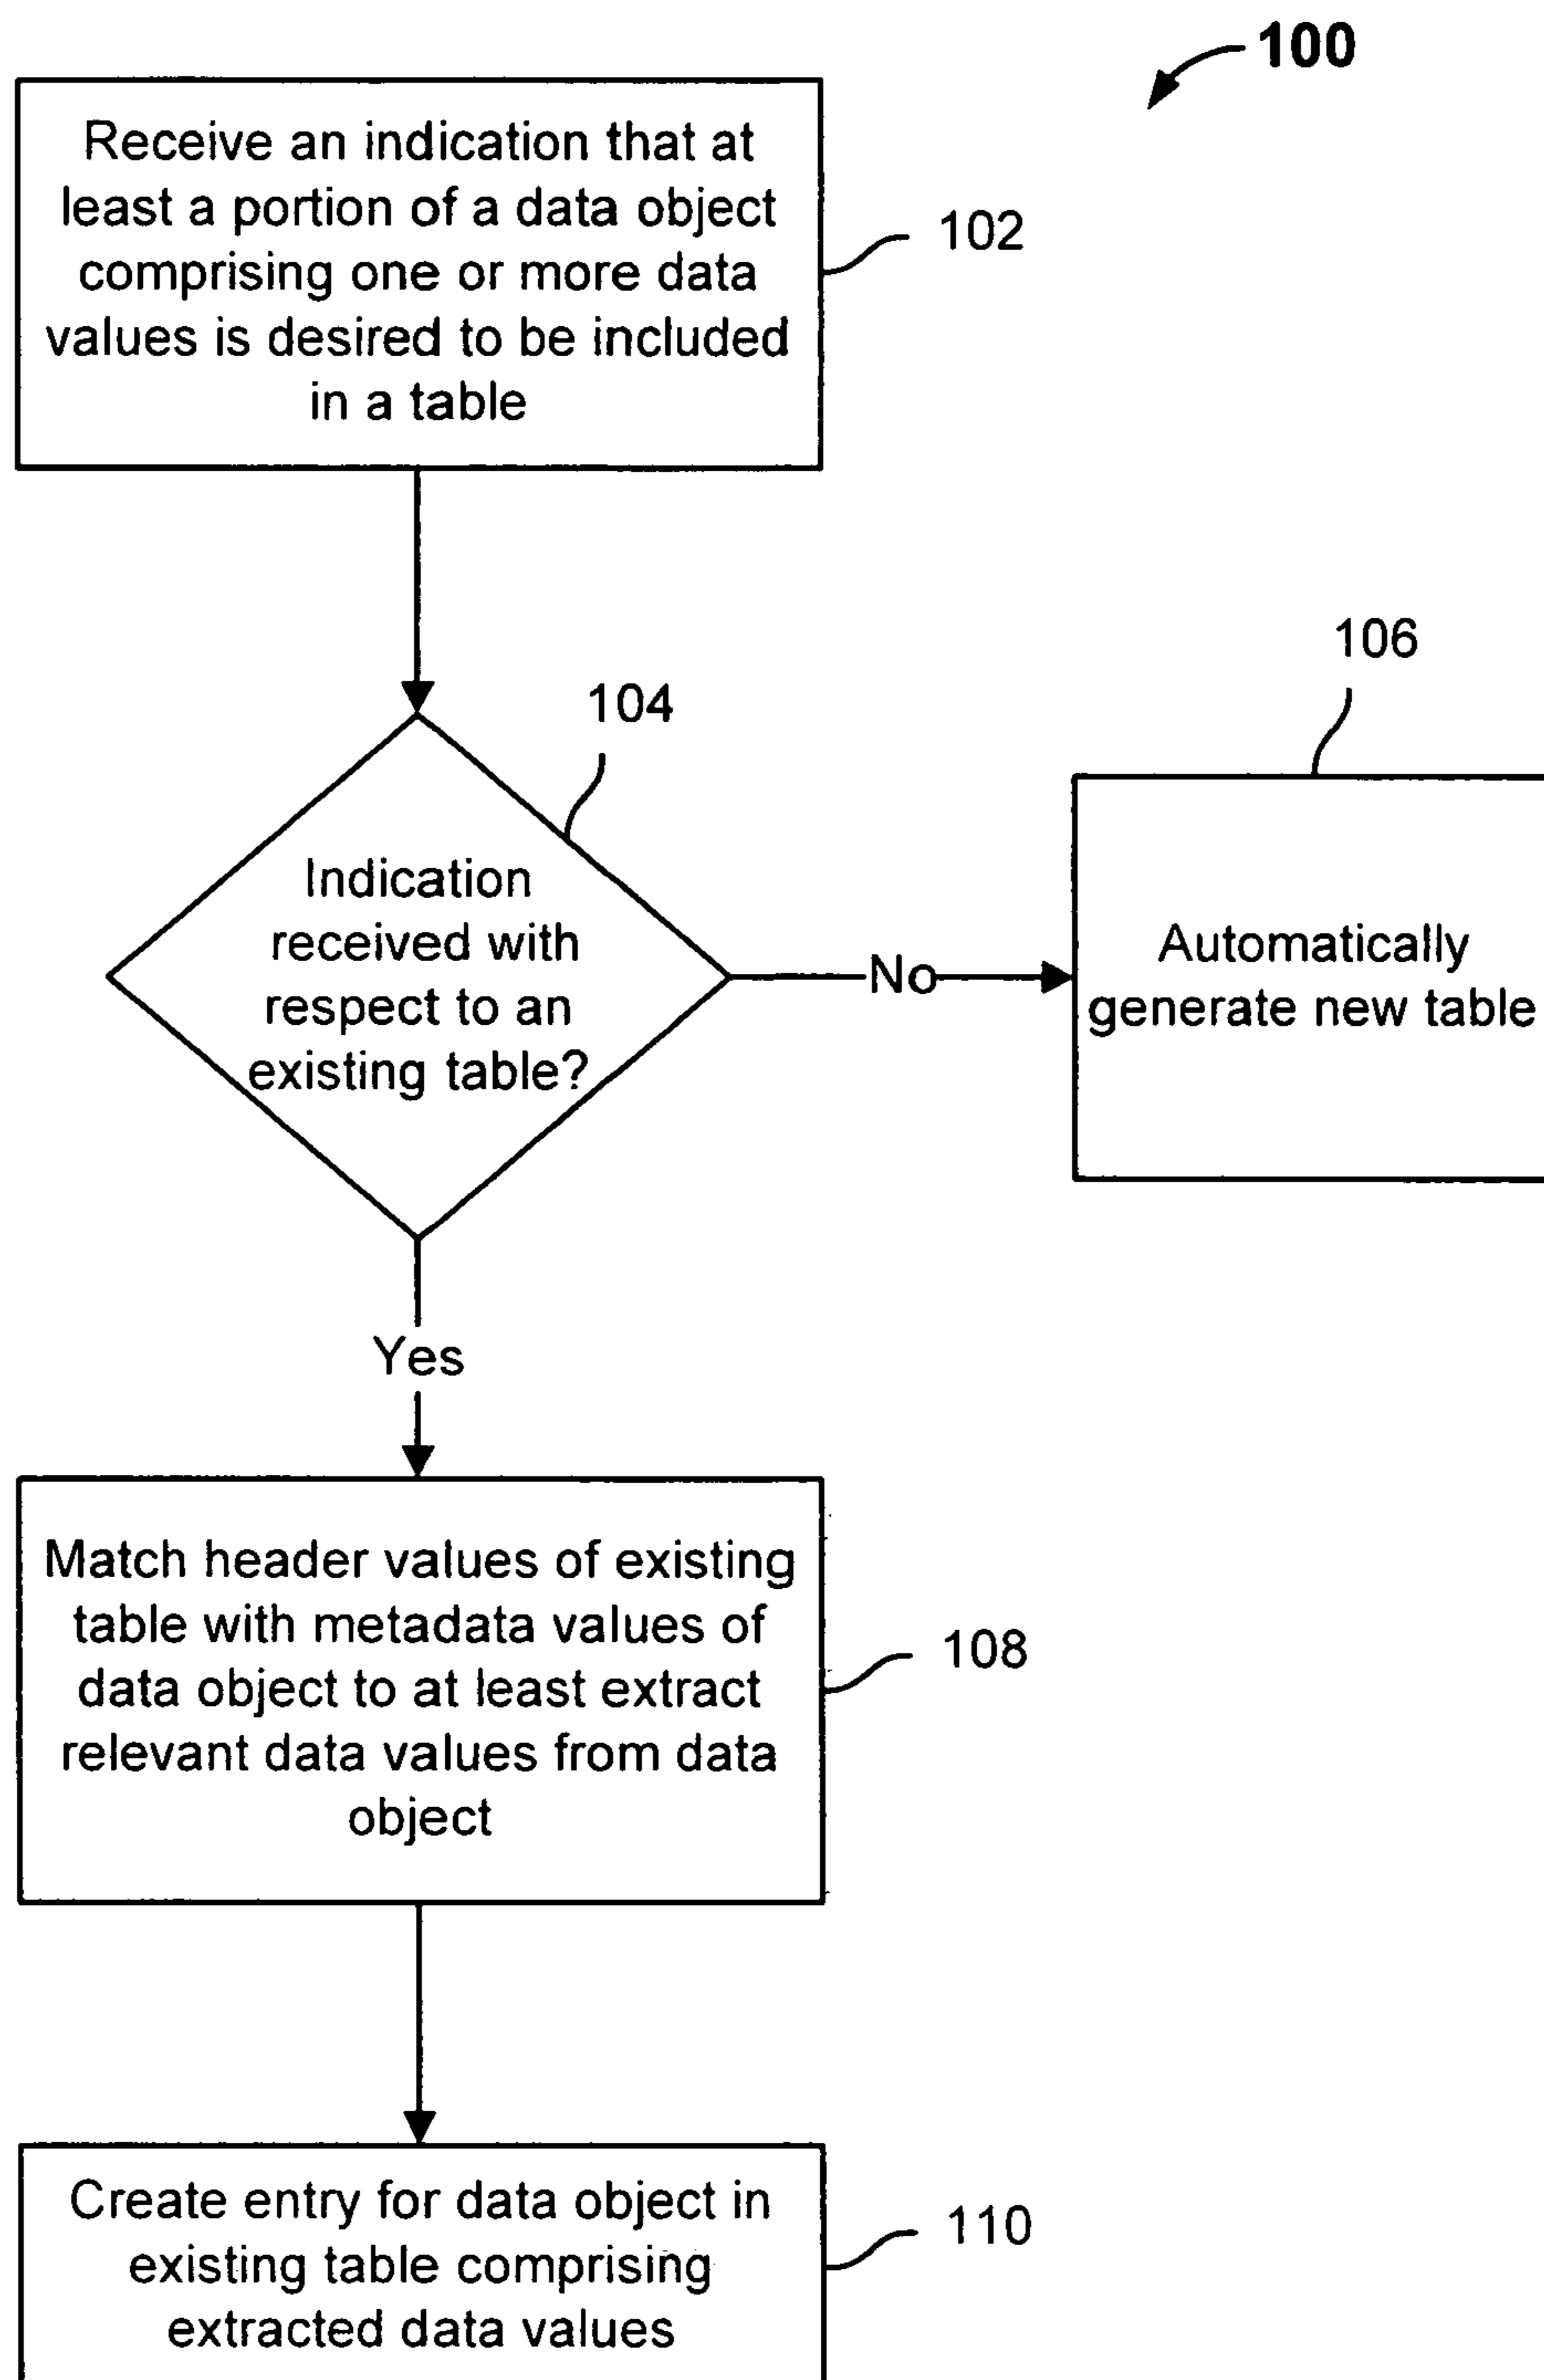 100
Receive an indication that at
least a portion of a data object
comprising one or more data
values is desired to be included
in a table
102
104
Indication
received with
respect to an
existing table?
No
106
Automatically
generate new table
Yes
Match header values of existing
table with metadata values of
data object to at least extract
relevant data values from data
object
108
Create entry for data object in
existing table comprising
extracted data values
110